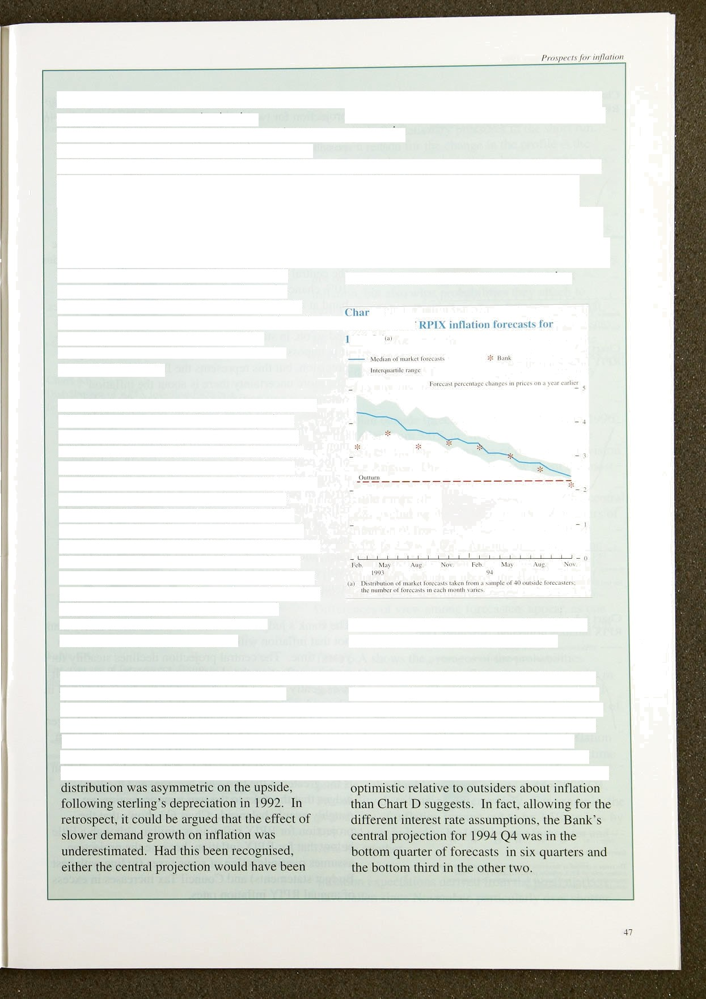 Prospects for inflation
Char
RPIX inflation forecasts for
1 (a)
Median of market forecasts
* Bank
Interquartile range
Forecast percentage changes in prices on a year earlier
5
4
3
Outturn
2
1
0
Feb. May Aug. Nov. Feb. May Aug. Nov.
1993 94
(a) Distribution of market forecasts taken from a sample of 40 outside forecasters;
the number of forecasts in each month varies.
distribution was asymmetric on the upside,
following sterling's depreciation in 1992. In
retrospect, it could be argued that the effect of
slower demand growth on inflation was
underestimated. Had this been recognised,
either the central projection would have been
optimistic relative to outsiders about inflation
than Chart D suggests. In fact, allowing for the
different interest rate assumptions, the Bank's
central projection for 1994 Q4 was in the
bottom quarter of forecasts in six quarters and
the bottom third in the other two.
47